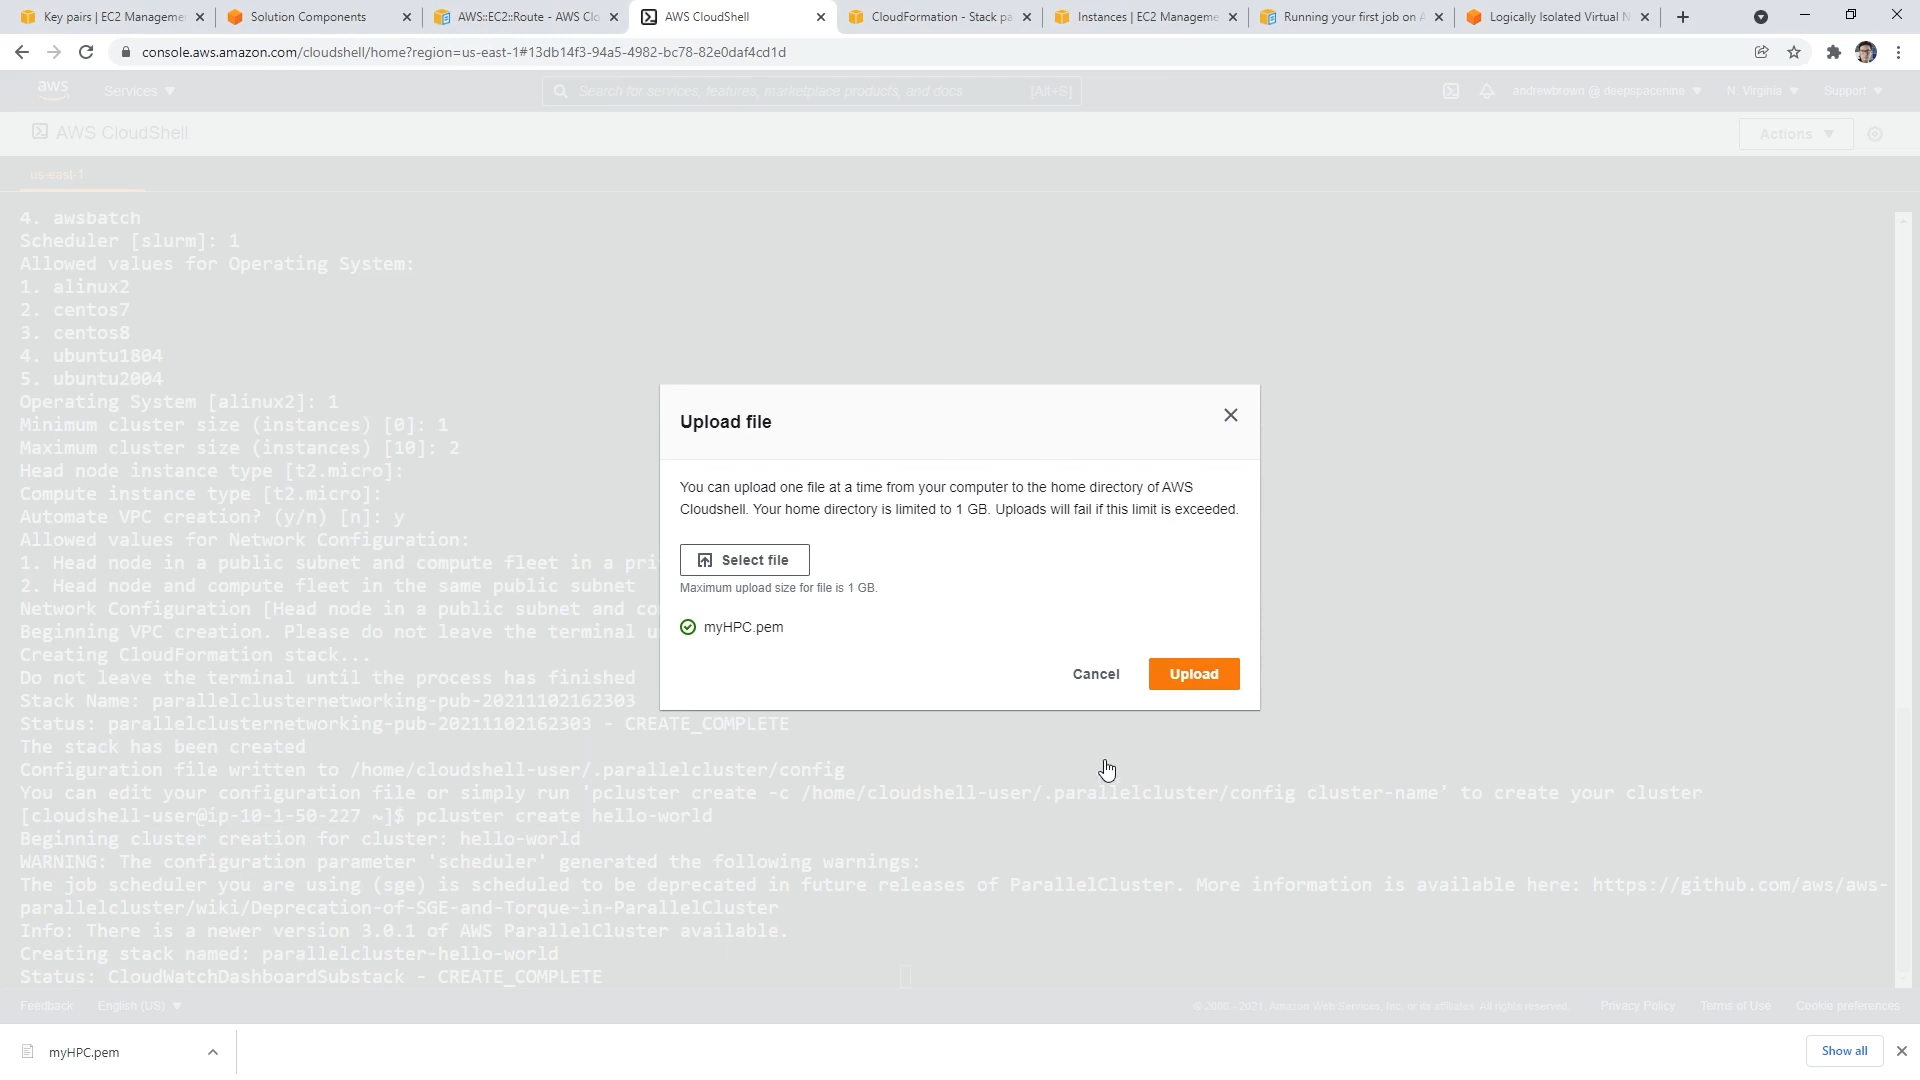 Key pairs | EC2 Manageme
Solution Components
AWS::EC2::Route - AWS Clo
AWS CloudShell
CloudFormation - Stack pa
Instances | EC2 Manageme
Running your first job on A
Logically Isolated Virtual N
console.aws.amazon.com/cloudshell/home?region=us-east-1#13db14f3-94a5-4982-bc78-82e0daf4cd1d
aws
Services
Search for services, features, marketplace products, and docs
[Alt+S]
andrewbrown @ deepspacenine
N. Virginia
Support
AWS CloudShell
Actions
us-east-1
4. awsbatch
Scheduler [slurm]: 1
Allowed values for Operating System:
1. alinux2
2. centos7
3. centos8
4. ubuntu1804
5. ubuntu2004
Operating System [alinux2]: 1
Minimum cluster size (instances) [0]: 1
Maximum cluster size (instances) [10]: 2
Head node instance type [t2.micro]:
Compute instance type [t2.micro]:
Automate VPC creation? (y/n) [n]: y
Allowed values for Network Configuration:
1. Head node in a public subnet and compute fleet in a pri
2. Head node and compute fleet in the same public subnet
Network Configuration [Head node in a public subnet and co
Beginning VPC creation. Please do not leave the terminal u
Creating CloudFormation stack...
Do not leave the terminal until the process has finished
Stack Name: parallelclusternetworking-pub-20211102162303
Status: parallelclusternetworking-pub-20211102162303 - CREATE_COMPLETE
The stack has been created
Configuration file written to /home/cloudshell-user/.parallelcluster/config
You can edit your configuration file or simply run 'pcluster create -c /home/cloudshell-user/.parallelcluster/config cluster-name' to create your cluster
[cloudshell-user@ip-10-1-50-227 ~]$ pcluster create hello-world
Beginning cluster creation for cluster: hello-world
WARNING: The configuration parameter 'scheduler' generated the following warnings:
The job scheduler you are using (sge) is scheduled to be deprecated in future releases of ParallelCluster. More information is available here: https://github.com/aws/aws-
parallelcluster/wiki/Deprecation-of-SGE-and-Torque-in-ParallelCluster
Info: There is a newer version 3.0.1 of AWS ParallelCluster available.
Creating stack named: parallelcluster-hello-world
Status: CloudWatchDashboardSubstack - CREATE_COMPLETE
Upload file
You can upload one file at a time from your computer to the home directory of AWS
Cloudshell. Your home directory is limited to 1 GB. Uploads will fail if this limit is exceeded.
Select file
Maximum upload size for file is 1 GB.
myHPC.pem
Cancel
Upload
Feedback
English (US)
© 2008 - 2021, Amazon Web Services, Inc. or its affiliates. All rights reserved.
Privacy Policy
Terms of Use
Cookie preferences
myHPC.pem
Show all